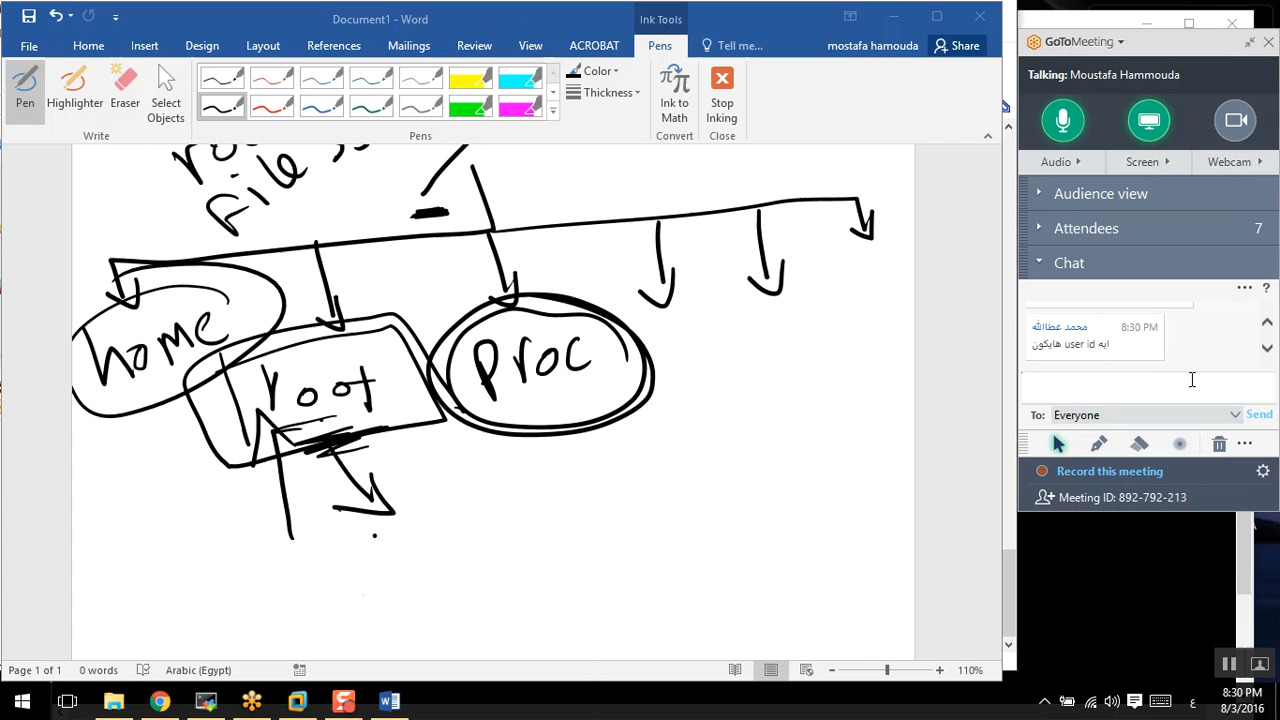 Document1 - Word
Ink Tools
mostafa hamouda
Share
File
Home
Insert
Design
Layout
References
Mailings
Review
View
ACROBAT
Pens
Tell me...
Pen
Highlighter
Eraser
Select Objects
Color
Thickness
Ink to Math
Stop Inking
Write
Pens
Convert
Close
File
home
root
proc
GoToMeeting
Talking: Moustafa Hammouda
Audio
Screen
Webcam
Audience view
Attendees 7
Chat
?
محمد عطاالله 8:30 PM
ايه user id هايكون
To: Everyone
Send
Record this meeting
Meeting ID: 892-792-213
Page 1 of 1
0 words
Arabic (Egypt)
110%
ع
8:30 PM
8/3/2016